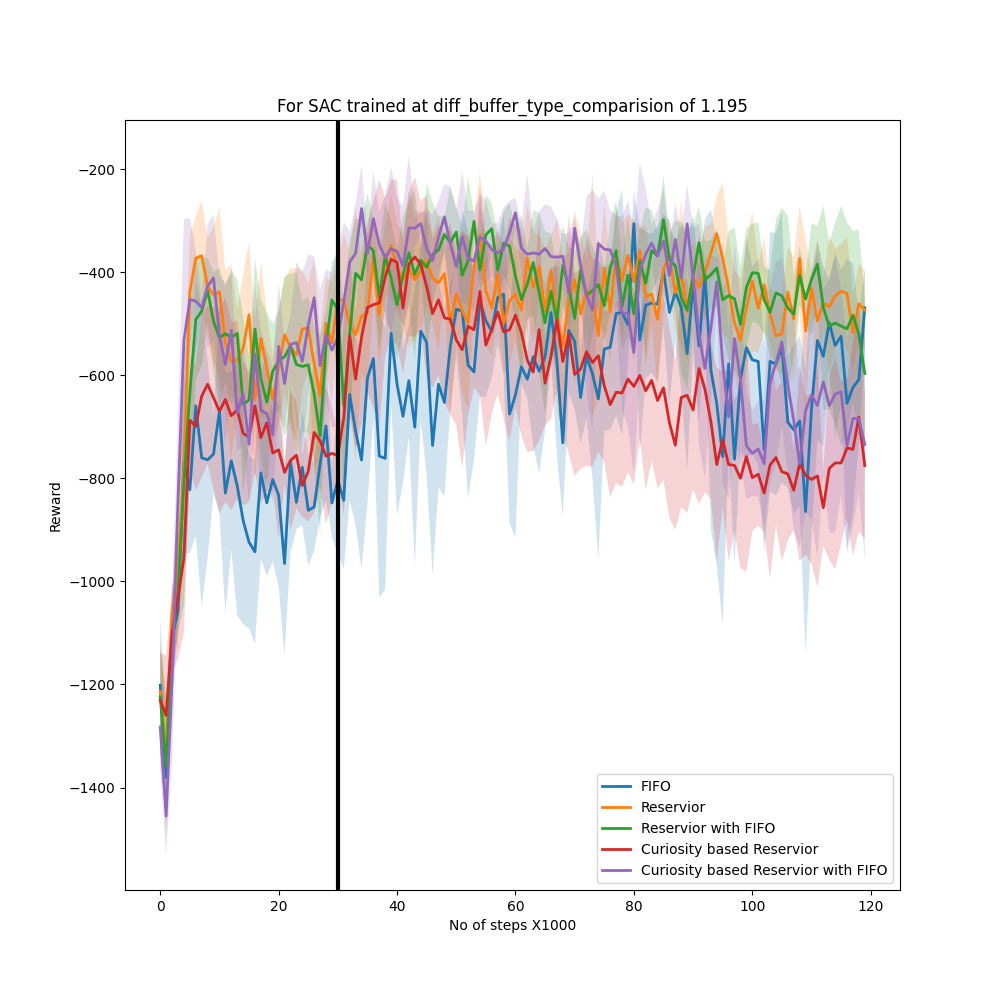 For SAC trained at diff_buffer_type_comparision of 1.195
−200
−400
−600
−800
−1000
−1200
−1400
Reward
0
20
40
60
80
100
120
No of steps X1000
FIFO
Reservior
Reservior with FIFO
Curiosity based Reservior
Curiosity based Reservior with FIFO